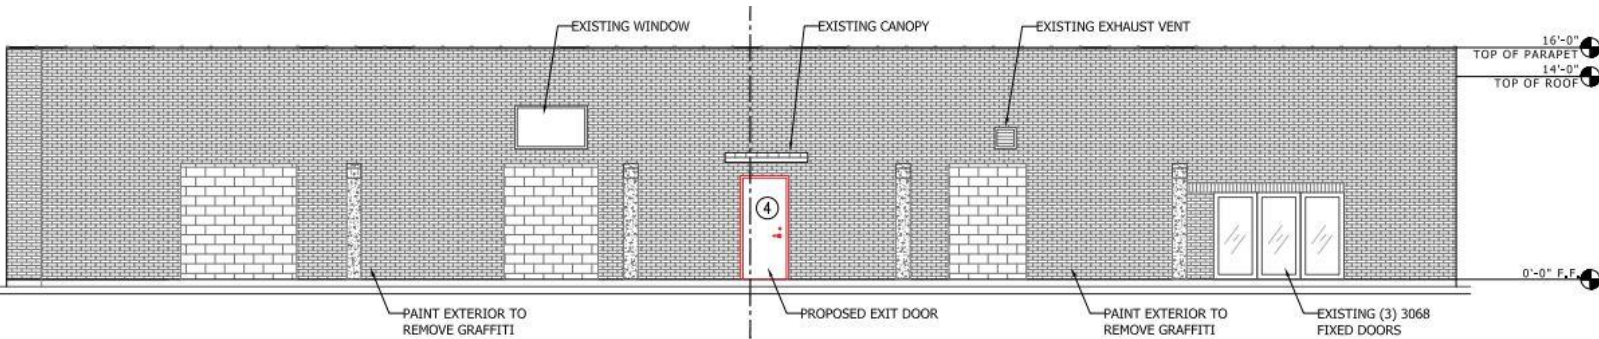 EXISTING WINDOW
EXISTING CANOPY
EXISTING EXHAUST VENT
16'-0"
TOP OF PARAPET
14'-0"
TOP OF ROOF
4
0'-0" F.F.
PAINT EXTERIOR TO
REMOVE GRAFFITI
PROPOSED EXIT DOOR
PAINT EXTERIOR TO
REMOVE GRAFFITI
EXISTING (3) 3068
FIXED DOORS